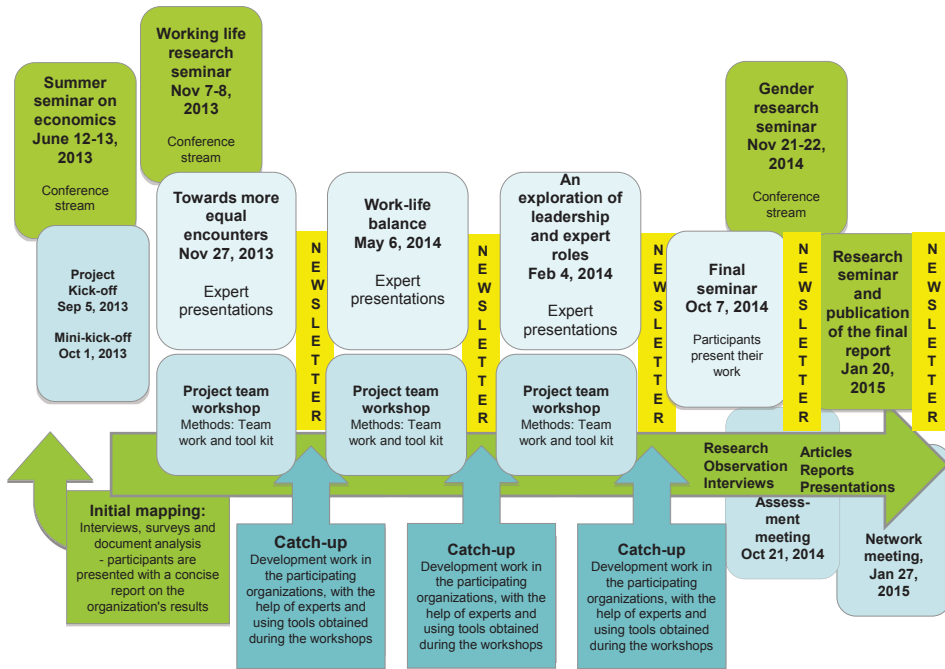 Summer
seminar on
economics
June 12-13,
2013
Conference
stream
Working life
research
seminar
Nov 7-8,
2013
Conference
stream
Project
Kick-off
Sep 5, 2013
Mini-kick-off
Oct 1, 2013
Towards more
equal
encounters
Nov 27, 2013
Expert
presentations
Project team
workshop
Methods: Team
work and tool kit
NEWSLETTER
Work-life
balance
May 6, 2014
Expert
presentations
Project team
workshop
Methods: Team
work and tool kit
NEWSLETTER
An
exploration of
leadership
and expert
roles
Feb 4, 2014
Expert
presentations
Project team
workshop
Methods: Team
work and tool kit
NEWSLETTER
Final
seminar
Oct 7, 2014
Participants
present their
work
Gender
research
seminar
Nov 21-22,
2014
Conference
stream
NEWSLETTER
Research
seminar
and
publication
of the final
report
Jan 20,
2015
NEWSLETTER
Research
Observation
Interviews
Articles
Reports
Presentations
Initial mapping:
Interviews, surveys and
document analysis
- participants are
presented with a concise
report on
the organization's results
Catch-up
Development work in
the participating
organizations, with the
help of experts and
using tools obtained
during the workshops
Catch-up
Development work in
the participating
organizations, with the
help of experts and
using tools obtained
during the workshops
Catch-up
Development work in
the participating
organizations, with the
help of experts and
using tools obtained
during the workshops
Assess-
ment
meeting
Oct 21, 2014
Network
meeting,
Jan 27,
2015